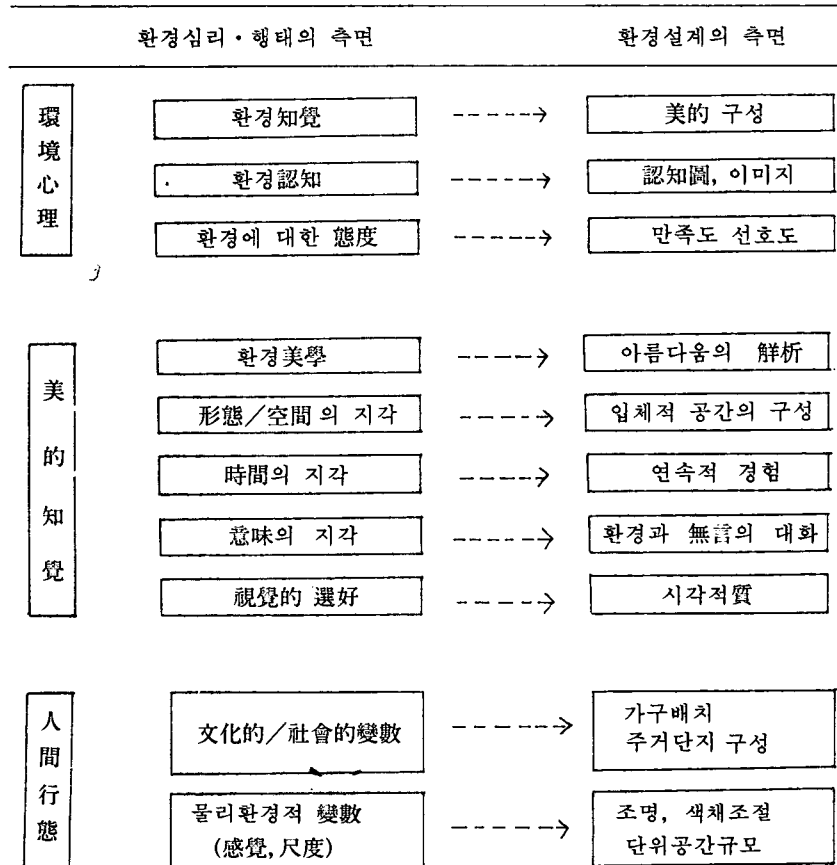 환경심리·행태의 측면 환경설계의 측면
環境心理
환경知覺 美的 구성
환경認知 認知圖, 이미지
환경에 대한 態度 만족도 선호도
美的知覺
환경美學 아름다움의 解析
形態/空間의 지각 입체적 공간의 구성
時間의 지각 연속적 경험
意味의 지각 환경과 無言의 대화
視覺的 選好 시각적質
人間行態
文化的/社會的變數 가구배치
주거단지 구성
물리환경적 變數 조명, 색채조절
(感覺,尺度) 단위공간규모